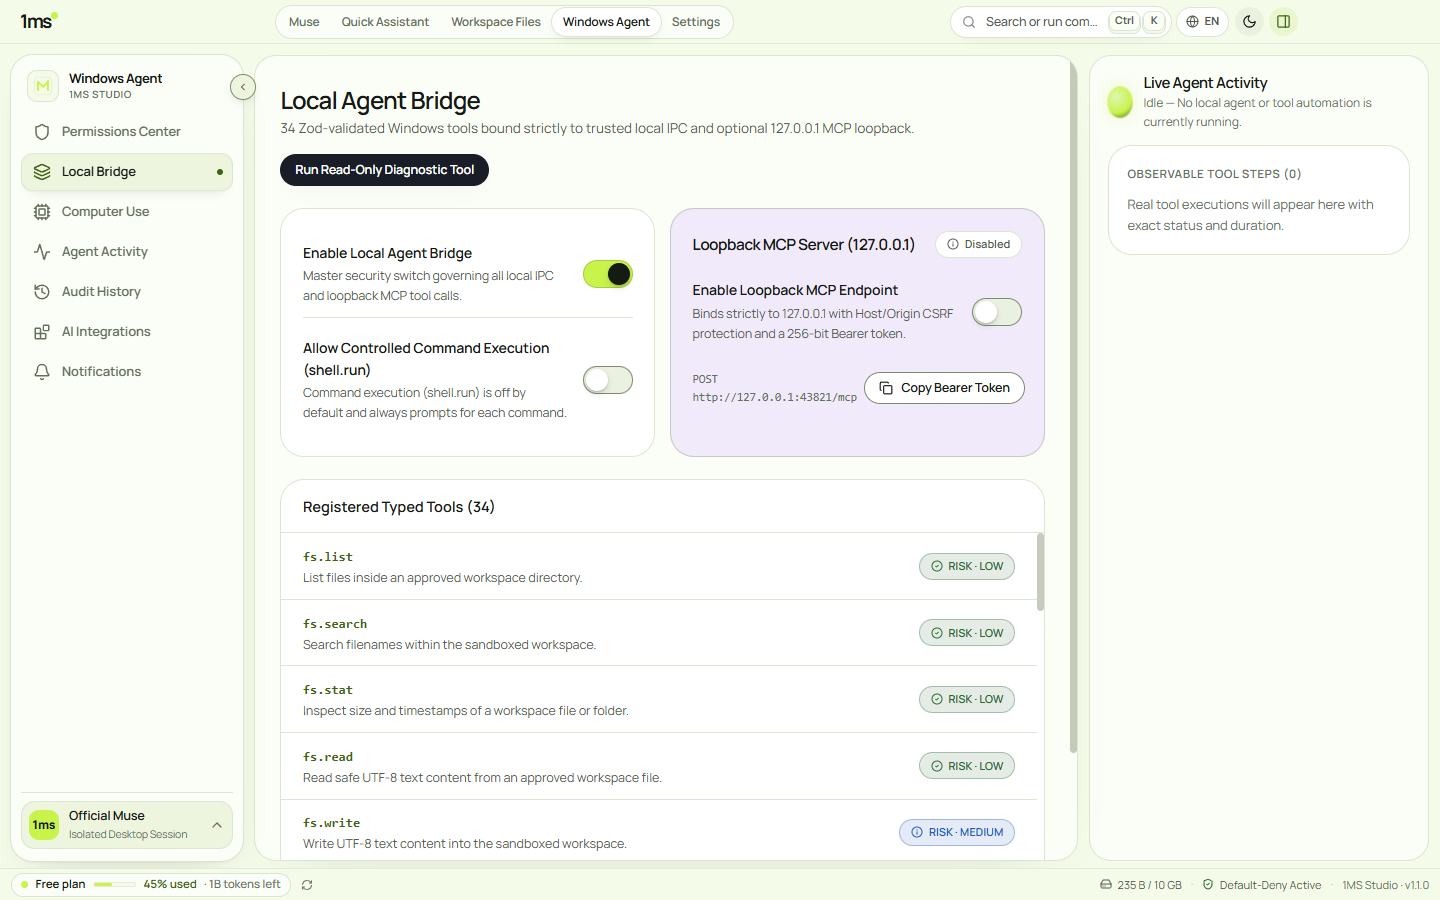 1ms
Muse
Quick Assistant
Workspace Files
Windows Agent
Settings
Search or run com...
Ctrl
K
EN
Windows Agent
1MS STUDIO
Permissions Center
Local Bridge
Computer Use
Agent Activity
Audit History
AI Integrations
Notifications
1ms
Official Muse
Isolated Desktop Session
Local Agent Bridge
34 Zod-validated Windows tools bound strictly to trusted local IPC and optional 127.0.0.1 MCP loopback.
Run Read-Only Diagnostic Tool
Enable Local Agent Bridge
Master security switch governing all local IPC
and loopback MCP tool calls.
Allow Controlled Command Execution
(shell.run)
Command execution (shell.run) is off by
default and always prompts for each command.
Loopback MCP Server (127.0.0.1)
Disabled
Enable Loopback MCP Endpoint
Binds strictly to 127.0.0.1 with Host/Origin CSRF
protection and a 256-bit Bearer token.
POST
http://127.0.0.1:43821/mcp
Copy Bearer Token
Registered Typed Tools (34)
fs.list
List files inside an approved workspace directory.
RISK · LOW
fs.search
Search filenames within the sandboxed workspace.
RISK · LOW
fs.stat
Inspect size and timestamps of a workspace file or folder.
RISK · LOW
fs.read
Read safe UTF-8 text content from an approved workspace file.
RISK · LOW
fs.write
Write UTF-8 text content into the sandboxed workspace.
RISK · MEDIUM
Live Agent Activity
Idle — No local agent or tool automation is
currently running.
OBSERVABLE TOOL STEPS (0)
Real tool executions will appear here with
exact status and duration.
Free plan
45% used · 1B tokens left
235 B / 10 GB
Default-Deny Active
1MS Studio · v1.1.0